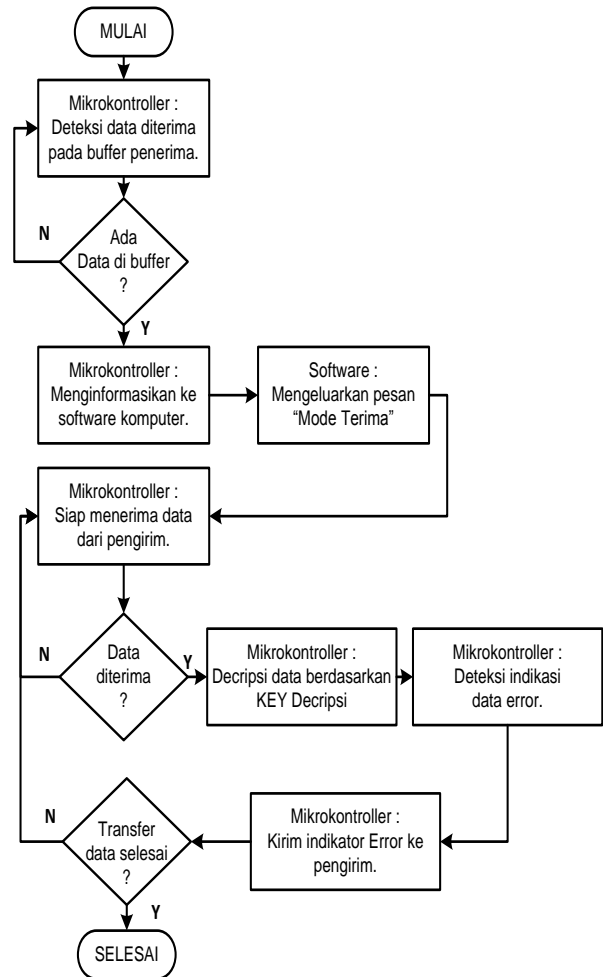 MULAI
Mikrokontroller :
Deteksi data diterima
pada buffer penerima.
N
Ada
Data di buffer
?
Y
Mikrokontroller :
Menginformasikan ke
software komputer.
Software :
Mengeluarkan pesan
“Mode Terima”
Mikrokontroller :
Siap menerima data
dari pengirim.
N
Data
diterima
?
Y
Mikrokontroller :
Decripsi data berdasarkan
KEY Decripsi
Mikrokontroller :
Deteksi indikasi
data error.
Mikrokontroller :
Kirim indikator Error ke
pengirim.
N
Transfer
data selesai
?
Y
SELESAI